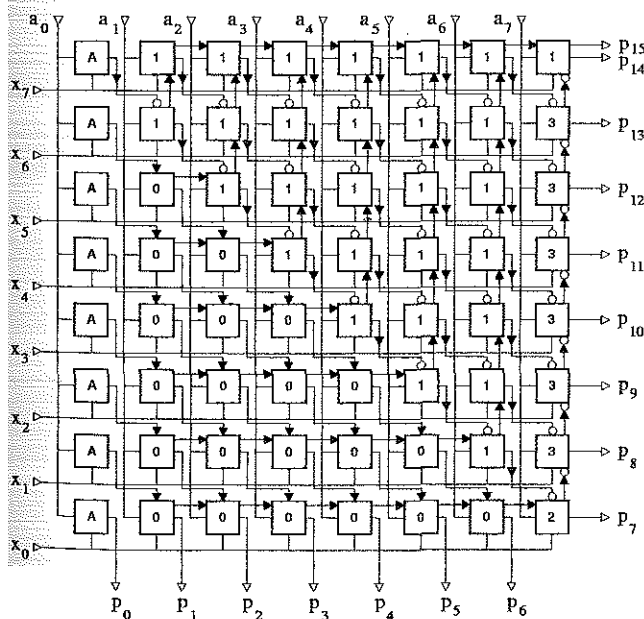 a0 a1 a2 a3 a4 a5 a6 a7
p15
A 1 1 1 1 1 1 1 p14
x7
A 1 1 1 1 1 1 3 p13
x6
A 0 1 1 1 1 1 3 p12
x5
A 0 0 1 1 1 1 3 p11
x4
A 0 0 0 1 1 1 3 p10
x3
A 0 0 0 0 1 1 3 p9
x2
A 0 0 0 0 0 1 3 p8
x1
A 0 0 0 0 0 0 2 p7
x0
p0 p1 p2 p3 p4 p5 p6